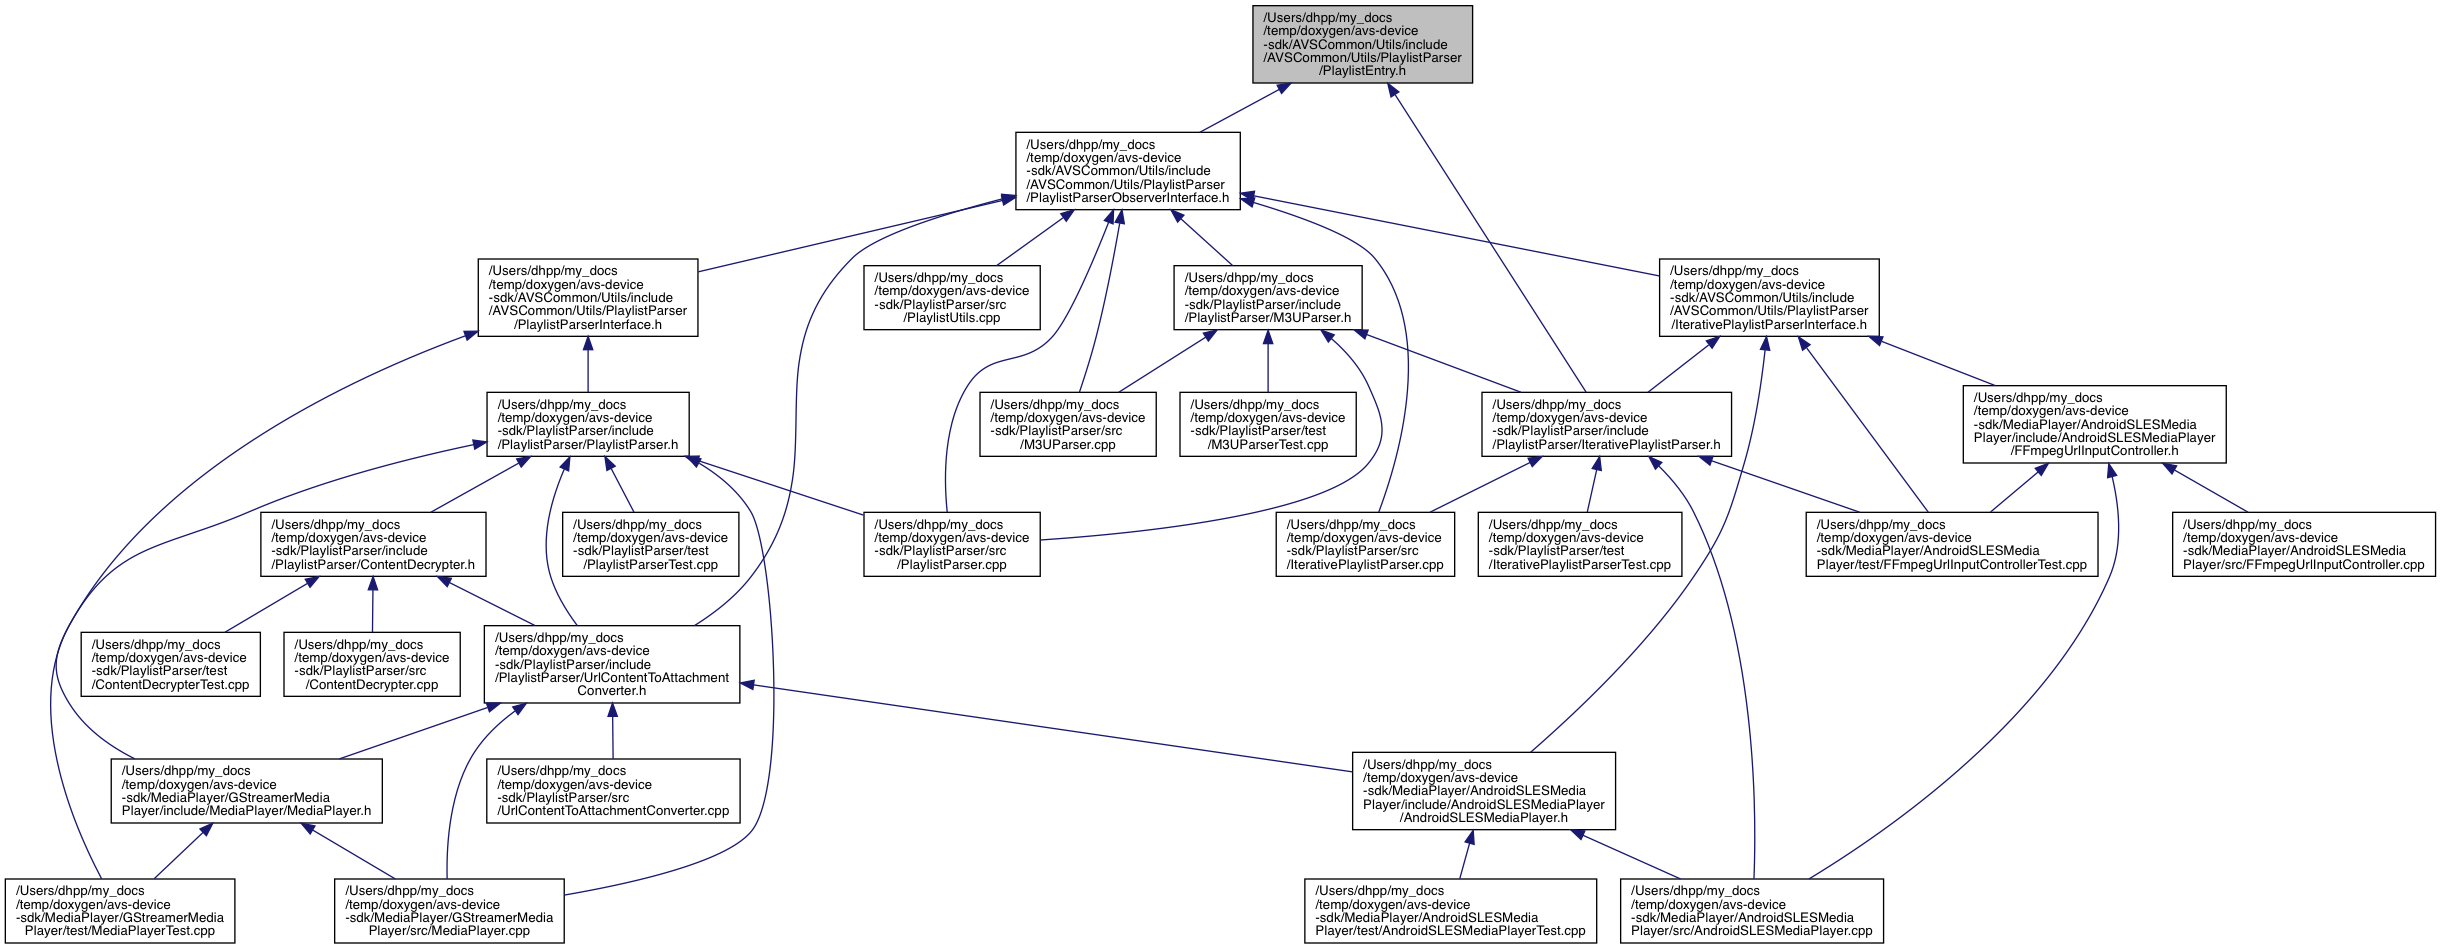 /Users/dhpp/my_docs
/temp/doxygen/avs-device
-sdk/AVSCommon/Utils/include
/AVSCommon/Utils/PlaylistParser
/PlaylistEntry.h
/Users/dhpp/my_docs
/temp/doxygen/avs-device
-sdk/AVSCommon/Utils/include
/AVSCommon/Utils/PlaylistParser
/PlaylistParserObserverInterface.h
/Users/dhpp/my_docs
/temp/doxygen/avs-device
-sdk/AVSCommon/Utils/include
/AVSCommon/Utils/PlaylistParser
/PlaylistParserInterface.h
/Users/dhpp/my_docs
/temp/doxygen/avs-device
-sdk/PlaylistParser/src
/PlaylistUtils.cpp
/Users/dhpp/my_docs
/temp/doxygen/avs-device
-sdk/PlaylistParser/include
/PlaylistParser/M3UParser.h
/Users/dhpp/my_docs
/temp/doxygen/avs-device
-sdk/AVSCommon/Utils/include
/AVSCommon/Utils/PlaylistParser
/IterativePlaylistParserInterface.h
/Users/dhpp/my_docs
/temp/doxygen/avs-device
-sdk/PlaylistParser/include
/PlaylistParser/PlaylistParser.h
/Users/dhpp/my_docs
/temp/doxygen/avs-device
-sdk/PlaylistParser/src
/M3UParser.cpp
/Users/dhpp/my_docs
/temp/doxygen/avs-device
-sdk/PlaylistParser/test
/M3UParserTest.cpp
/Users/dhpp/my_docs
/temp/doxygen/avs-device
-sdk/PlaylistParser/include
/PlaylistParser/IterativePlaylistParser.h
/Users/dhpp/my_docs
/temp/doxygen/avs-device
-sdk/MediaPlayer/AndroidSLESMedia
Player/include/AndroidSLESMediaPlayer
/FFmpegUrlInputController.h
/Users/dhpp/my_docs
/temp/doxygen/avs-device
-sdk/PlaylistParser/include
/PlaylistParser/ContentDecrypter.h
/Users/dhpp/my_docs
/temp/doxygen/avs-device
-sdk/PlaylistParser/test
/PlaylistParserTest.cpp
/Users/dhpp/my_docs
/temp/doxygen/avs-device
-sdk/PlaylistParser/src
/PlaylistParser.cpp
/Users/dhpp/my_docs
/temp/doxygen/avs-device
-sdk/PlaylistParser/src
/IterativePlaylistParser.cpp
/Users/dhpp/my_docs
/temp/doxygen/avs-device
-sdk/PlaylistParser/test
/IterativePlaylistParserTest.cpp
/Users/dhpp/my_docs
/temp/doxygen/avs-device
-sdk/MediaPlayer/AndroidSLESMedia
Player/test/FFmpegUrlInputControllerTest.cpp
/Users/dhpp/my_docs
/temp/doxygen/avs-device
-sdk/MediaPlayer/AndroidSLESMedia
Player/src/FFmpegUrlInputController.cpp
/Users/dhpp/my_docs
/temp/doxygen/avs-device
-sdk/PlaylistParser/test
/ContentDecrypterTest.cpp
/Users/dhpp/my_docs
/temp/doxygen/avs-device
-sdk/PlaylistParser/src
/ContentDecrypter.cpp
/Users/dhpp/my_docs
/temp/doxygen/avs-device
-sdk/PlaylistParser/include
/PlaylistParser/UrlContentToAttachment
Converter.h
/Users/dhpp/my_docs
/temp/doxygen/avs-device
-sdk/MediaPlayer/GStreamerMedia
Player/include/MediaPlayer/MediaPlayer.h
/Users/dhpp/my_docs
/temp/doxygen/avs-device
-sdk/PlaylistParser/src
/UrlContentToAttachmentConverter.cpp
/Users/dhpp/my_docs
/temp/doxygen/avs-device
-sdk/MediaPlayer/AndroidSLESMedia
Player/include/AndroidSLESMediaPlayer
/AndroidSLESMediaPlayer.h
/Users/dhpp/my_docs
/temp/doxygen/avs-device
-sdk/MediaPlayer/GStreamerMedia
Player/test/MediaPlayerTest.cpp
/Users/dhpp/my_docs
/temp/doxygen/avs-device
-sdk/MediaPlayer/GStreamerMedia
Player/src/MediaPlayer.cpp
/Users/dhpp/my_docs
/temp/doxygen/avs-device
-sdk/MediaPlayer/AndroidSLESMedia
Player/test/AndroidSLESMediaPlayerTest.cpp
/Users/dhpp/my_docs
/temp/doxygen/avs-device
-sdk/MediaPlayer/AndroidSLESMedia
Player/src/AndroidSLESMediaPlayer.cpp